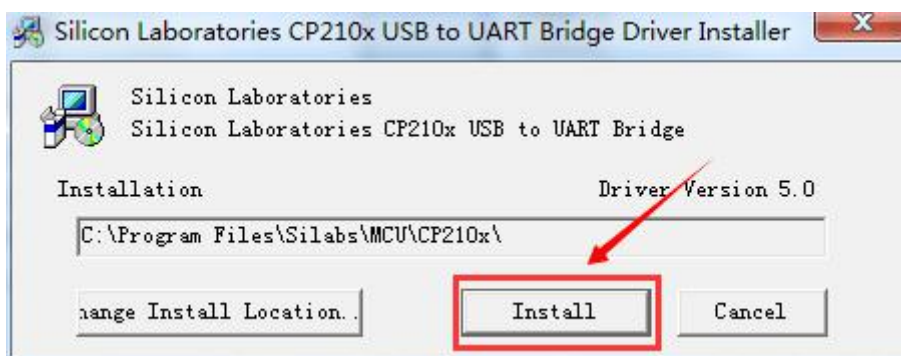 Silicon Laboratories CP210x USB to UART Bridge Driver Installer
Silicon Laboratories
Silicon Laboratories CP210x USB to UART Bridge
Installation Driver Version 5.0
C:\Program Files\Silabs\MCU\CP210x\
hange Install Location. . Install Cancel